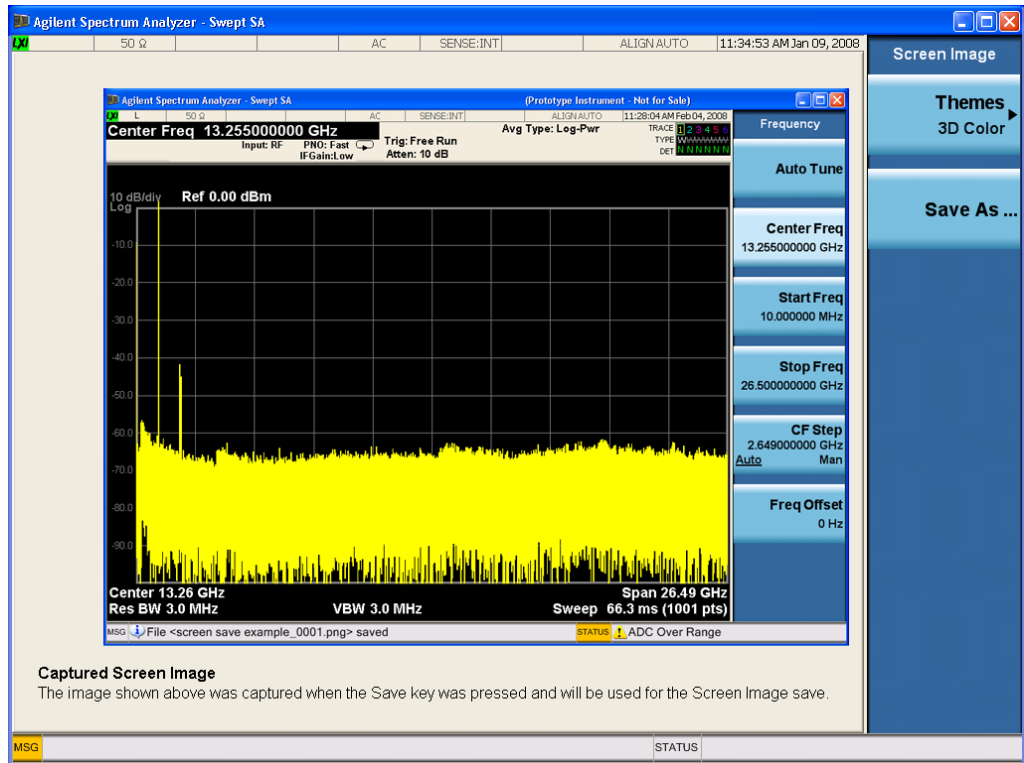 Agilent Spectrum Analyzer - Swept SA
LXI 50 Ω AC SENSE:INT ALIGN AUTO 11:34:53 AM Jan 09, 2008
Screen Image
Themes
3D Color
Save As ...
Agilent Spectrum Analyzer - Swept SA (Prototype Instrument - Not for Sale)
LXI L 50 Ω AC SENSE:INT ALIGN AUTO 11:28:04 AM Feb 04, 2008
Center Freq 13.255000000 GHz
Input: RF PNO: Fast
IFGain:Low
Trig: Free Run
Atten: 10 dB
Avg Type: Log-Pwr
TRACE 1 2 3 4 5 6
TYPE WWWWWW
DET N N N N N N
Frequency
Auto Tune
Center Freq
13.255000000 GHz
Start Freq
10.000000 MHz
Stop Freq
26.500000000 GHz
CF Step
2.649000000 GHz
Auto Man
Freq Offset
0 Hz
10 dB/div Ref 0.00 dBm
Log
-10.0
-20.0
-30.0
-40.0
-50.0
-60.0
-70.0
-80.0
-90.0
Center 13.26 GHz Span 26.49 GHz
Res BW 3.0 MHz VBW 3.0 MHz Sweep 66.3 ms (1001 pts)
MSG File <screen save example_0001.png> saved STATUS ADC Over Range
Captured Screen Image
The image shown above was captured when the Save key was pressed and will be used for the Screen Image save.
MSG STATUS